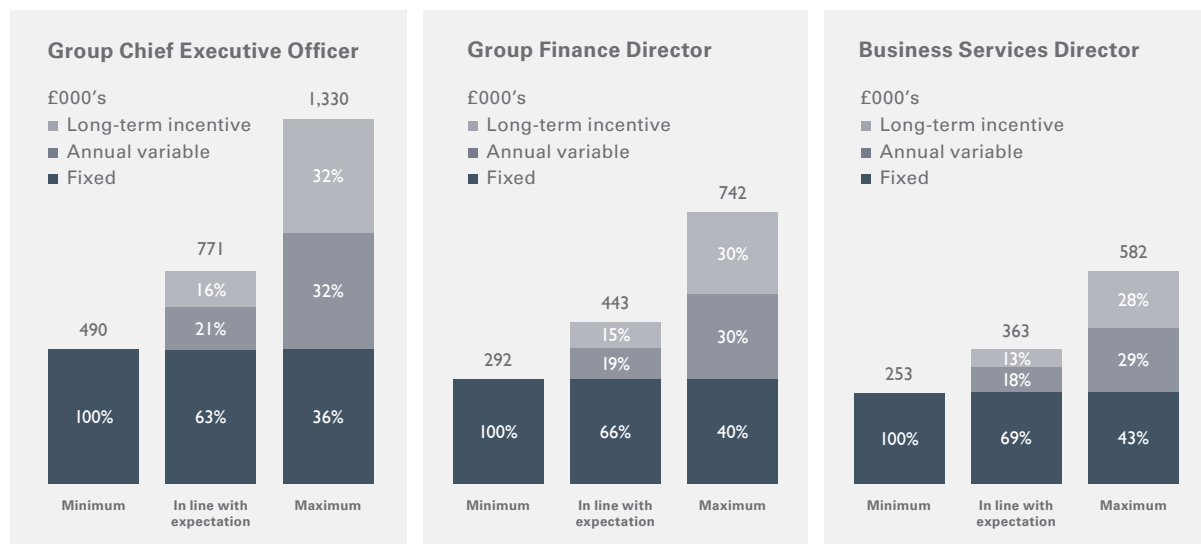 Group Chief Executive Officer
£000's
Long-term incentive
Annual variable
Fixed
1,330
32%
32%
36%
771
16%
21%
63%
490
100%
Minimum
In line with
expectation
Maximum
Group Finance Director
£000's
Long-term incentive
Annual variable
Fixed
742
30%
30%
40%
443
15%
19%
66%
292
100%
Minimum
In line with
expectation
Maximum
Business Services Director
£000's
Long-term incentive
Annual variable
Fixed
582
28%
29%
43%
363
13%
18%
69%
253
100%
Minimum
In line with
expectation
Maximum